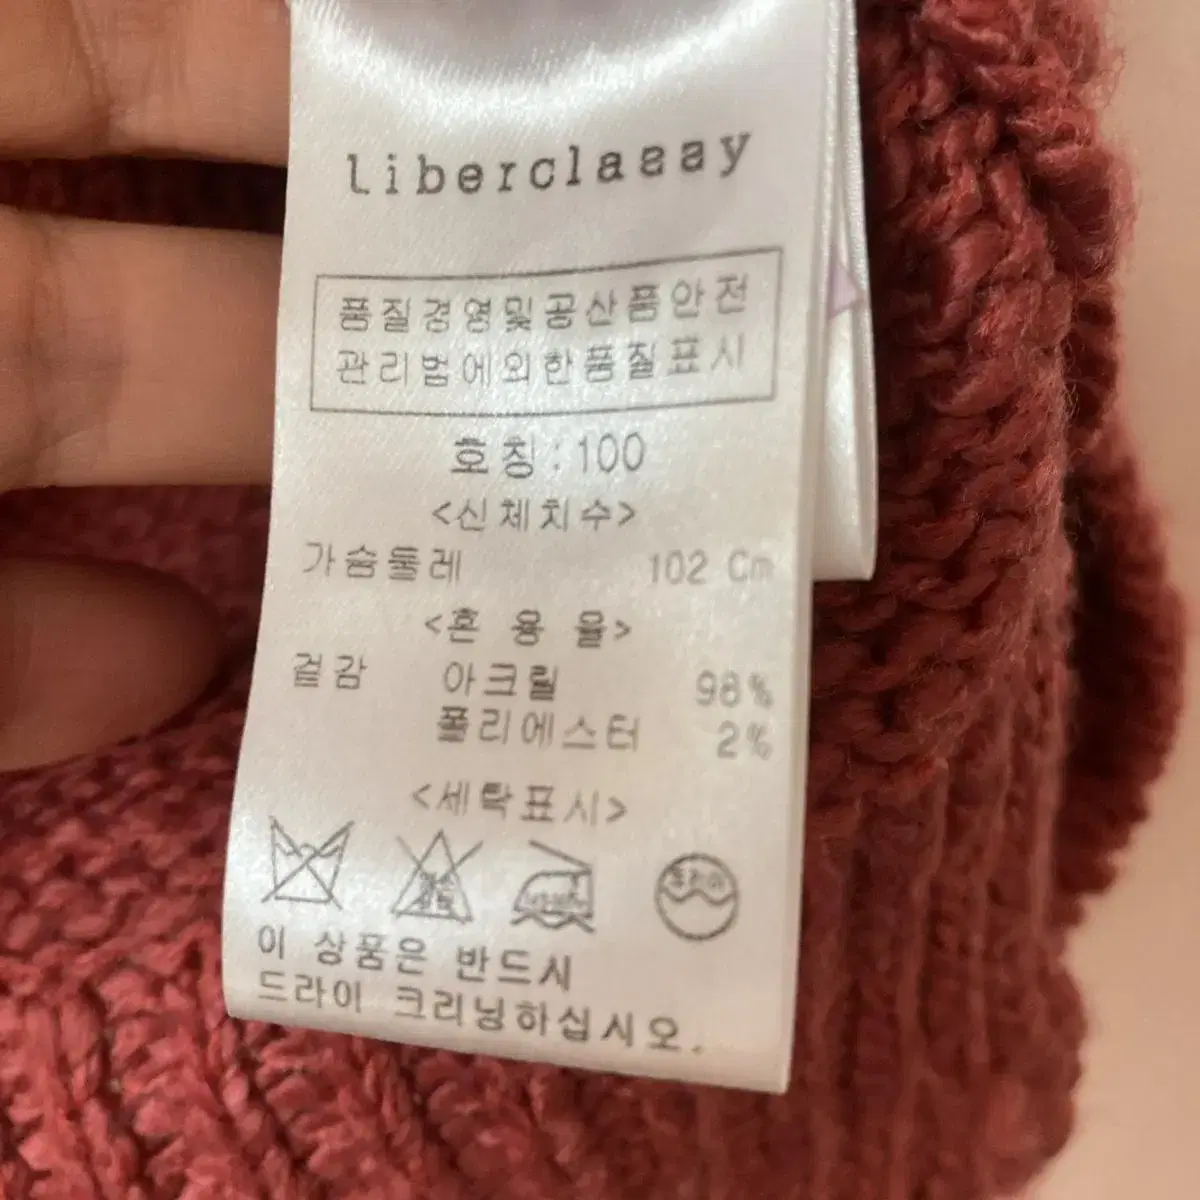 liberclassy
품질경영및공산품안전
관리법에의한품질표시
호칭:100
<신체치수>
가슴둘레 102 Cm
<혼용율>
겉감 아크릴 98%
폴리에스터 2%
<세탁표시>
드라이
이 상품은 반드시
드라이 크리닝하십시오.